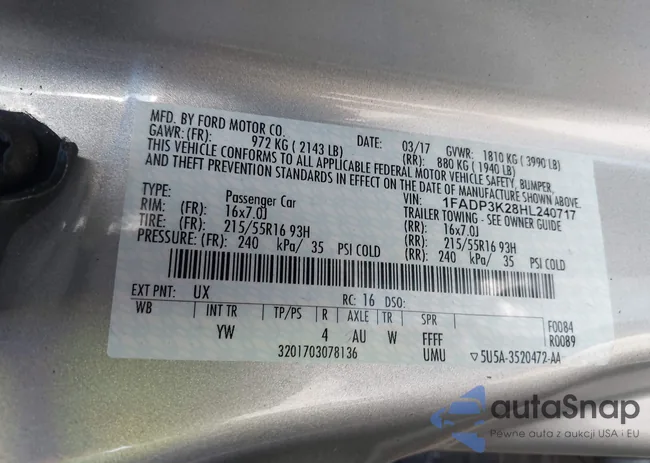 MFD. BY FORD MOTOR CO. DATE: 03/17 GVWR: 1810 KG ( 3990 LB)
GAWR: (FR): 972 KG ( 2143 LB) (RR): 880 KG ( 1940 LB)
THIS VEHICLE CONFORMS TO ALL APPLICABLE FEDERAL MOTOR VEHICLE SAFETY, BUMPER,
AND THEFT PREVENTION STANDARDS IN EFFECT ON THE DATE OF MANUFACTURE SHOWN ABOVE.
VIN: 1FADP3K28HL240717
TYPE: Passenger Car TRAILER TOWING - SEE OWNER GUIDE
RIM: (FR) 16x7.0J (RR) 16x7.0J
TIRE: (FR) 215/55R16 93H (RR) 215/55R16 93H
PRESSURE: (FR) 240 kPa/ 35 PSI COLD (RR) 240 kPa/ 35 PSI COLD
EXT PNT: UX RC: 16 DSO:
WB INT TR TP/PS R AXLE TR SPR F0084
YW 4 AU W FFFF R0089
3201703078136 UMU ▽5U5A-3520472-AA
autaSnap
Pewne auta z aukcji USA i EU